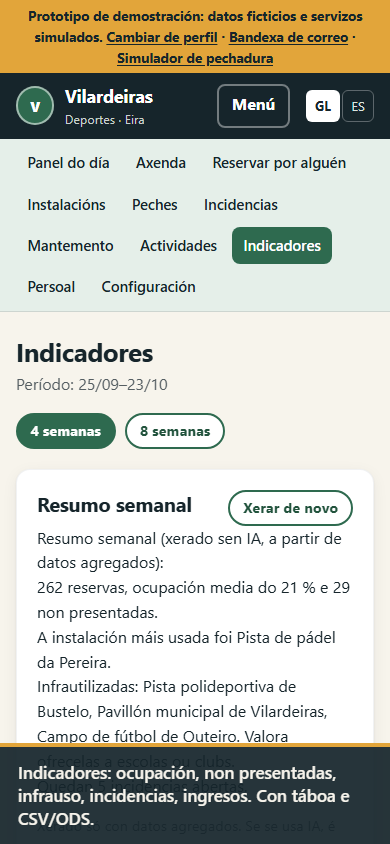 Prototipo de demostración: datos ficticios e servizos
simulados. Cambiar de perfil · Bandexa de correo ·
Simulador de pechadura
V
Vilardeiras
Deportes · Eira
Menú
GL
ES
Panel do día
Axenda
Reservar por alguén
Instalacións
Peches
Incidencias
Mantemento
Actividades
Indicadores
Persoal
Configuración
Indicadores
Período: 25/09–23/10
4 semanas
8 semanas
Resumo semanal
Xerar de novo
Resumo semanal (xerado sen IA, a partir de
datos agregados):
262 reservas, ocupación media do 21 % e 29
non presentadas.
A instalación máis usada foi Pista de pádel
da Pereira.
Infrautilizadas: Pista polideportiva de
Bustelo, Pavillón municipal de Vilardeiras,
Campo de fútbol de Outeiro. Valora
ofrecelas a escolas ou clubs.
Indicadores: ocupación, non presentadas,
infrauso, incidencias, ingresos. Con táboa e
CSV/ODS.